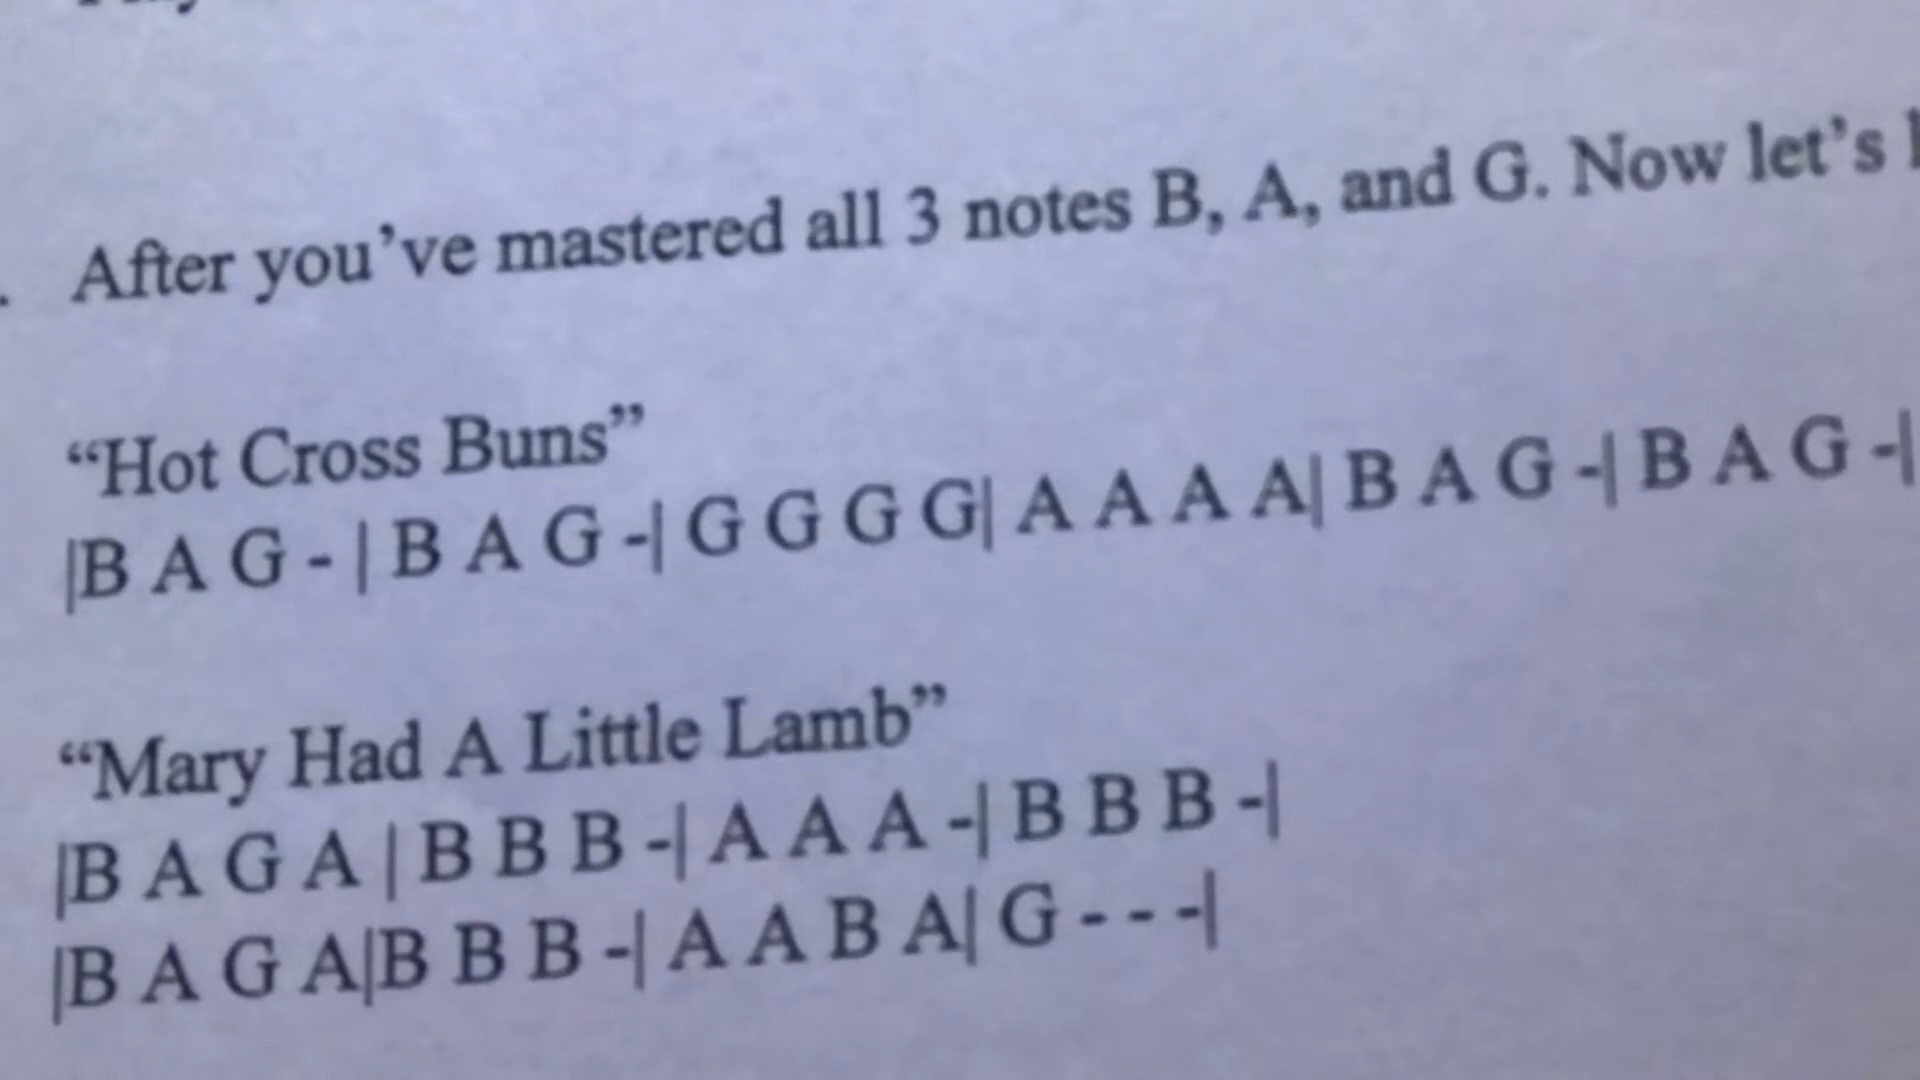 . After you’ve mastered all 3 notes B, A, and G. Now let’s
“Hot Cross Buns”
|B A G - | B A G -| G G G G| A A A A| B A G -| B A G -|
“Mary Had A Little Lamb”
|B A G A | B B B -| A A A -| B B B -|
|B A G A|B B B -| A A B A| G - - -|